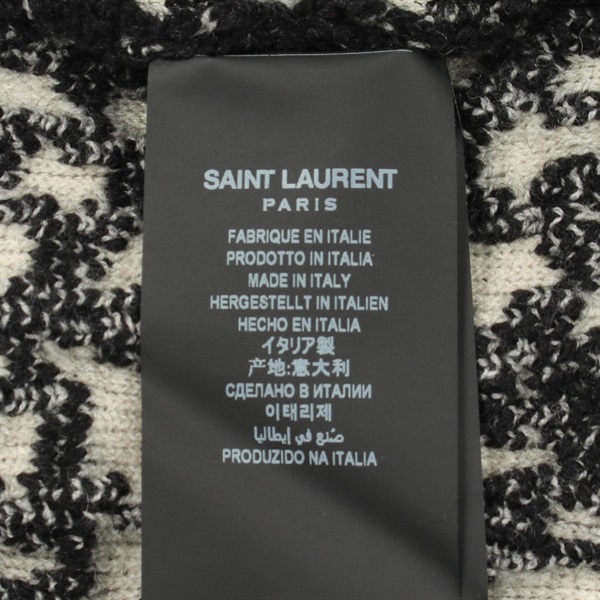 SAINT LAURENT
PARIS
FABRIQUE EN ITALIE
PRODOTTO IN ITALIA
MADE IN ITALY
HERGESTELLT IN ITALIEN
HECHO EN ITALIA
イタリア製
产地:意大利
СДЕЛАНО В ИТАЛИИ
이태리제
صُنع في إيطاليا
PRODUZIDO NA ITALIA